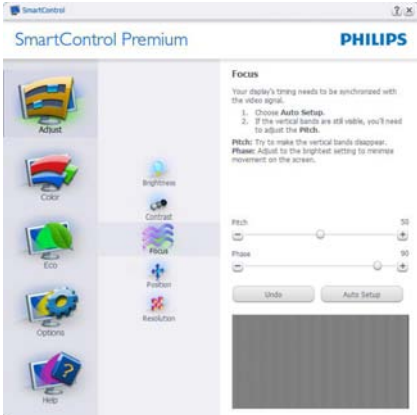 SmartControl
SmartControl Premium
PHILIPS
Adjust
Color
Eco
Options
Help
Brightness
Contrast
Focus
Position
Resolution
Focus
Your display's timing needs to be synchronized with
the video signal.
1. Choose Auto Setup.
2. If the vertical bands are still visible, you'll need
to adjust the Pitch.
Pitch: Try to make the vertical bands disappear.
Phase: Adjust to the brightest setting to minimize
movement on the screen.
Pitch 50
Phase 90
Undo Auto Setup